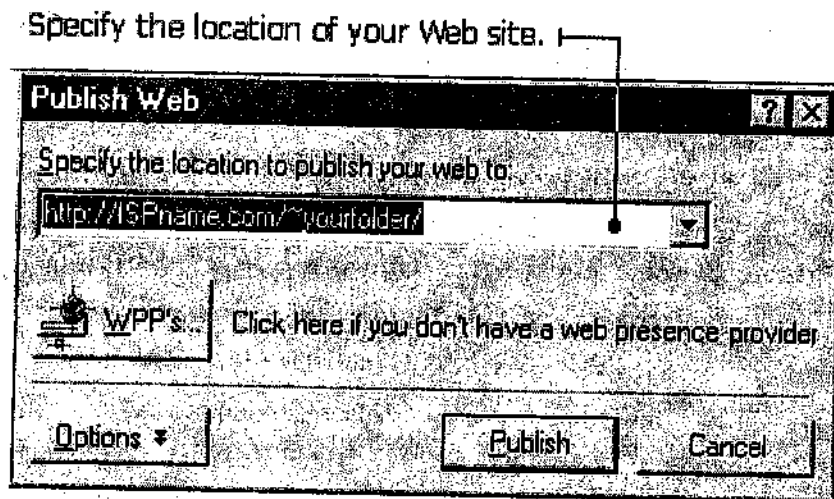 Specify the location of your Web site.
Publish Web
Specify the location to publish your web to:
http://ISPname.com/~yourfolder/
WPP's... Click here if you don't have a web presence provider
Options Publish Cancel